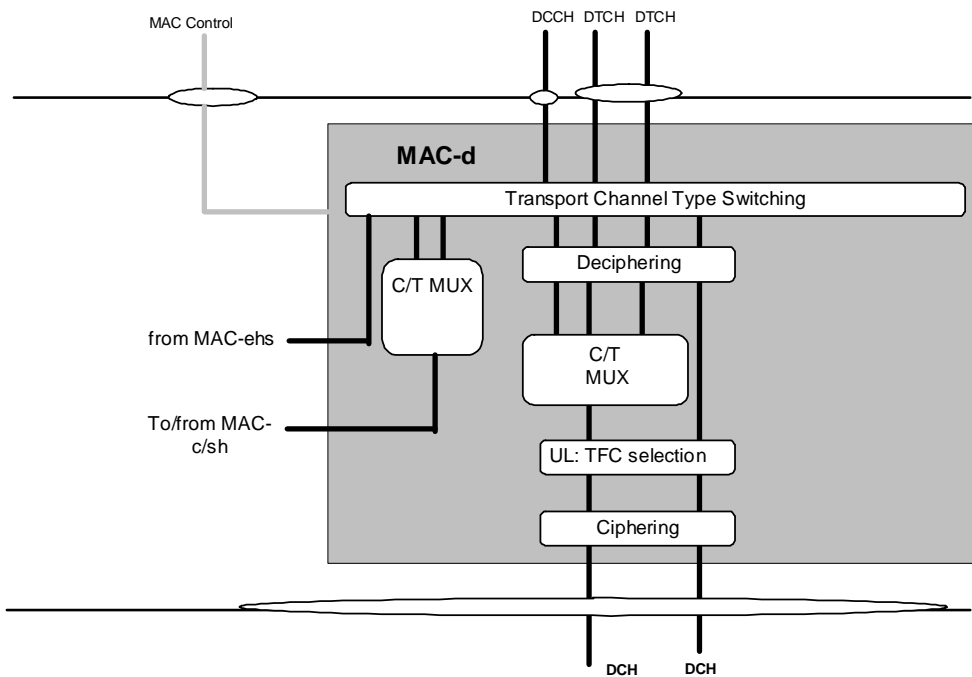 MAC Control
DCCH DTCH DTCH
MAC-d
Transport Channel Type Switching
Deciphering
C/T MUX
from MAC-ehs
C/T
MUX
To/from MAC-
c/sh
UL: TFC selection
Ciphering
DCH
DCH